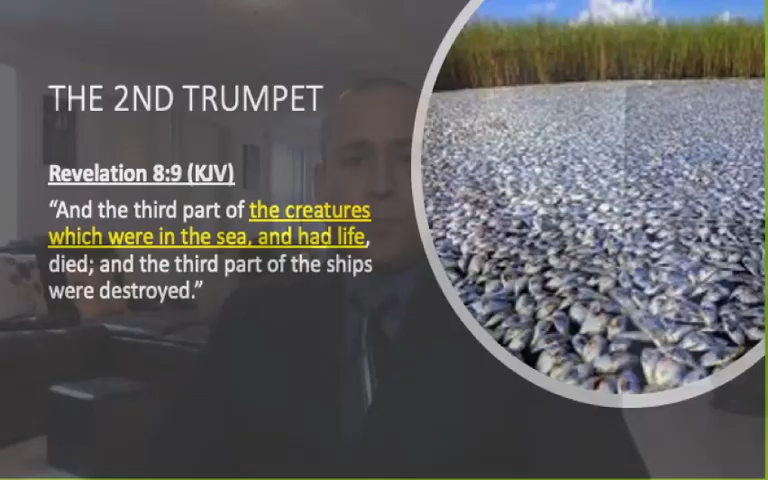 THE 2ND TRUMPET
Revelation 8:9 (KJV)
“And the third part of the creatures
which were in the sea, and had life,
died; and the third part of the ships
were destroyed.”